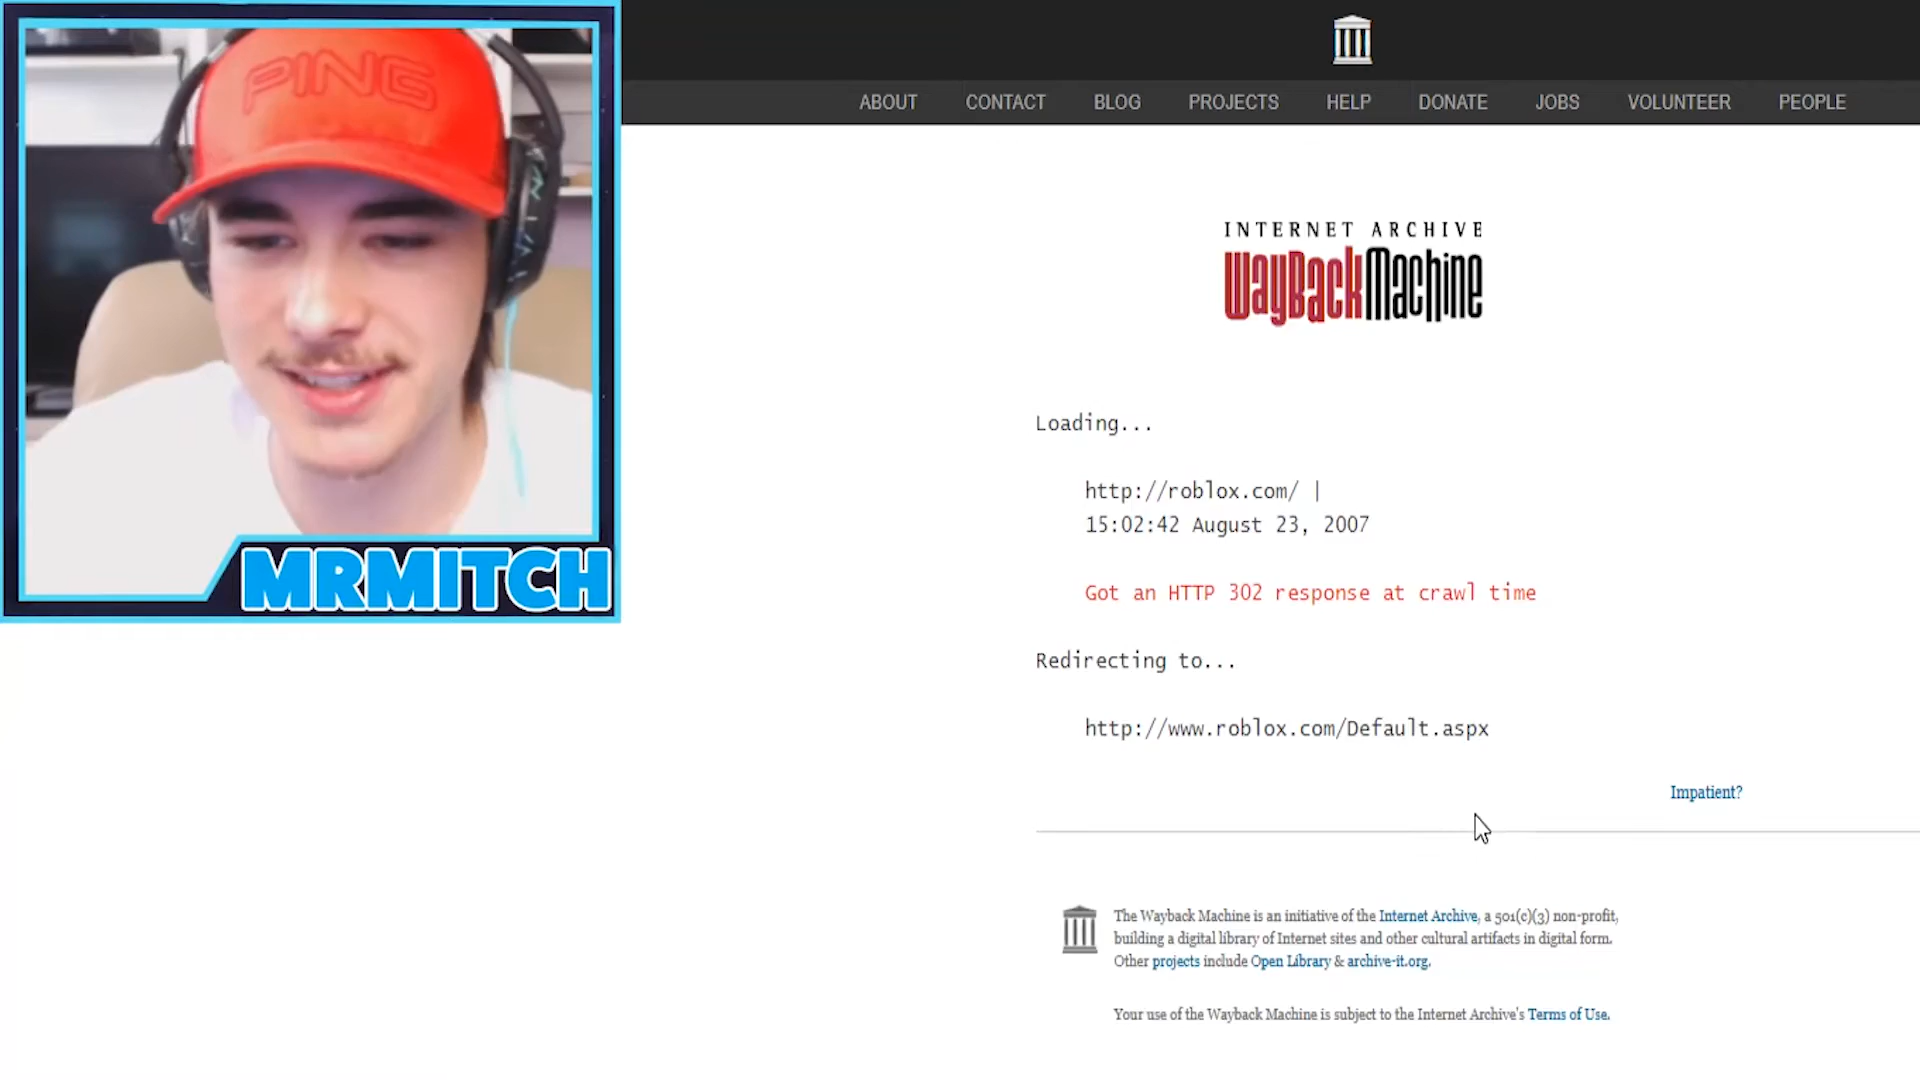 PING
MRMITCH
ABOUT CONTACT BLOG PROJECTS HELP DONATE JOBS VOLUNTEER PEOPLE
INTERNET ARCHIVE
WayBackMachine
Loading...
http://roblox.com/ |
15:02:42 August 23, 2007
Got an HTTP 302 response at crawl time
Redirecting to...
http://www.roblox.com/Default.aspx
Impatient?
The Wayback Machine is an initiative of the Internet Archive, a 501(c)(3) non-profit,
building a digital library of Internet sites and other cultural artifacts in digital form.
Other projects include Open Library & archive-it.org.
Your use of the Wayback Machine is subject to the Internet Archive's Terms of Use.